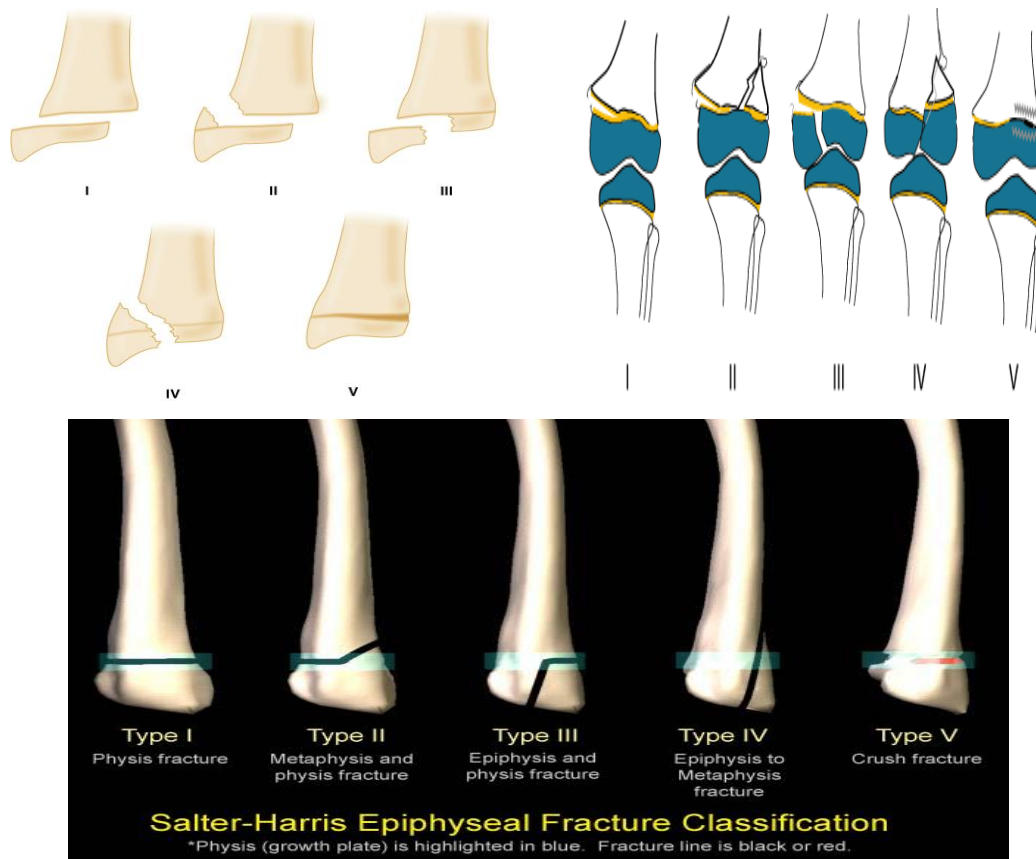 I II III
IV V
I II III IV V
Type I Type II Type III Type IV Type V
Physis fracture Metaphysis and Epiphysis and Epiphysis to Crush fracture
physis fracture physis fracture Metaphysis
fracture
Salter-Harris Epiphyseal Fracture Classification
*Physis (growth plate) is highlighted in blue. Fracture line is black or red.